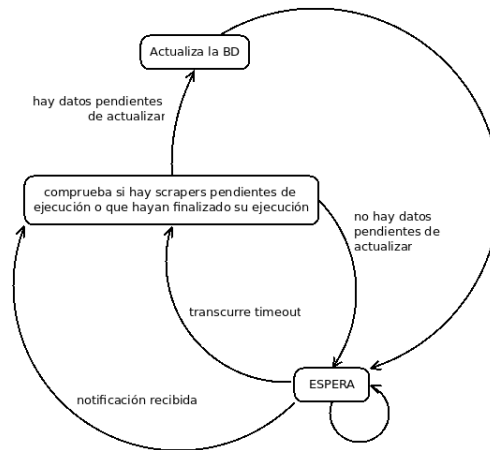 Actualiza la BD
hay datos pendientes
de actualizar
comprueba si hay scrapers pendientes de
ejecución o que hayan finalizado su ejecución
no hay datos
pendientes de
actualizar
transcurre timeout
ESPERA
notificación recibida